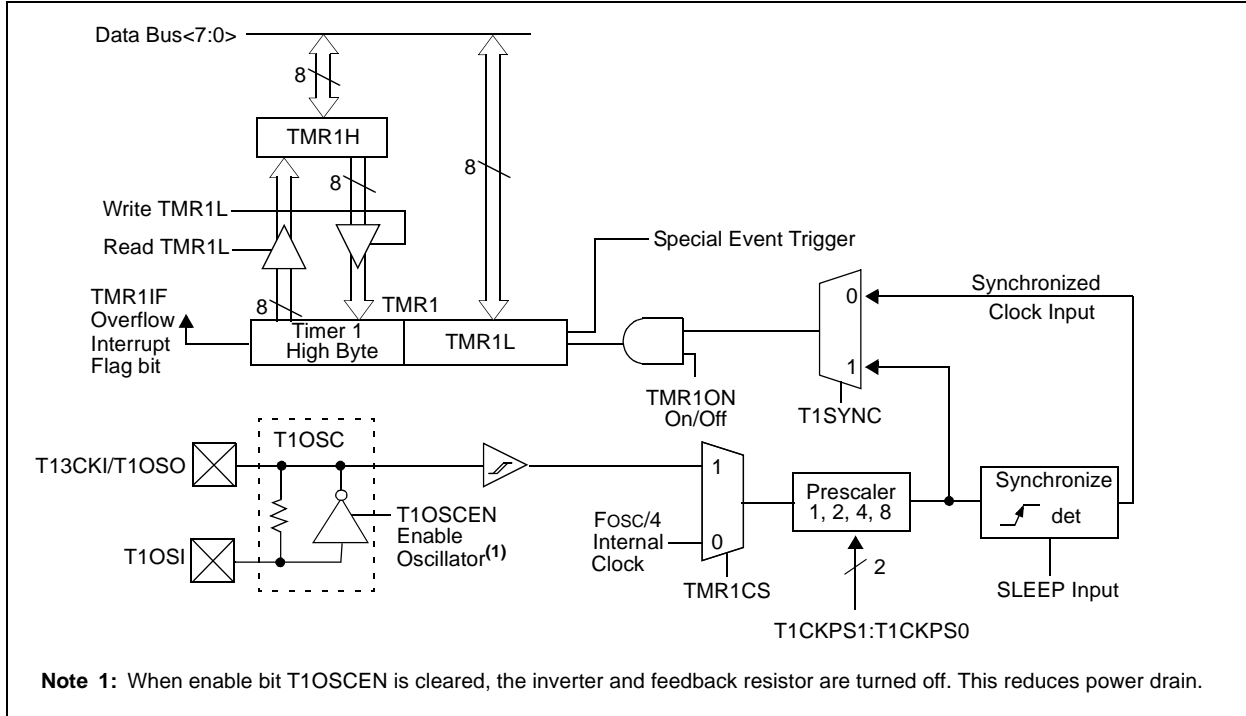 Data Bus<7:0>
8
TMR1H
8
8
Write TMR1L
Read TMR1L
Special Event Trigger
8
TMR1IF
Overflow
Interrupt
Flag bit
TMR1
Timer 1
High Byte
TMR1L
0
1
Synchronized
Clock Input
TMR1ON
On/Off
T1SYNC
T1OSC
T13CKI/T1OSO
T1OSI
T1OSCEN
Enable
Oscillator(1)
1
0
FOSC/4
Internal
Clock
TMR1CS
Prescaler
1, 2, 4, 8
2
T1CKPS1:T1CKPS0
Synchronize
det
SLEEP Input
Note 1: When enable bit T1OSCEN is cleared, the inverter and feedback resistor are turned off. This reduces power drain.